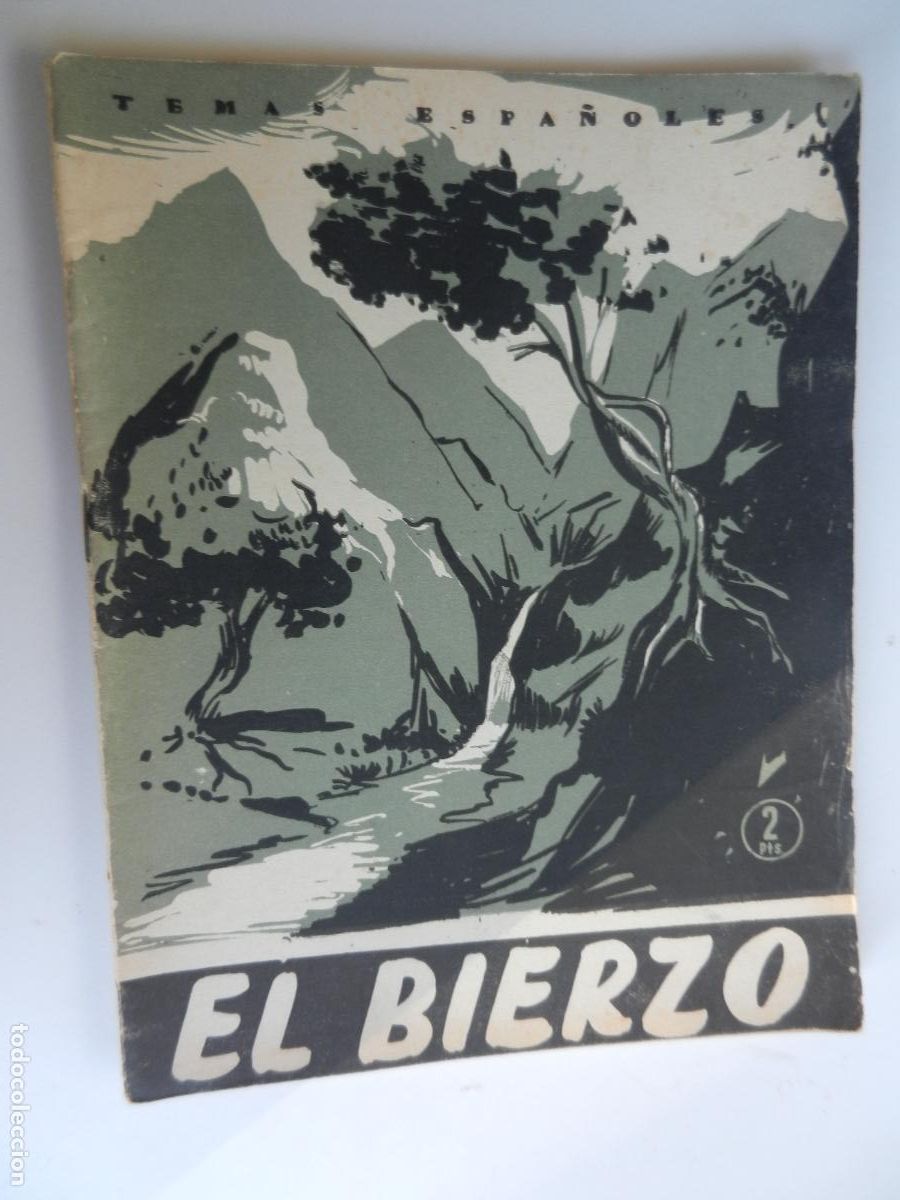 TEMAS ESPAÑOLES
2
pts
EL BIERZO
todocoleccion